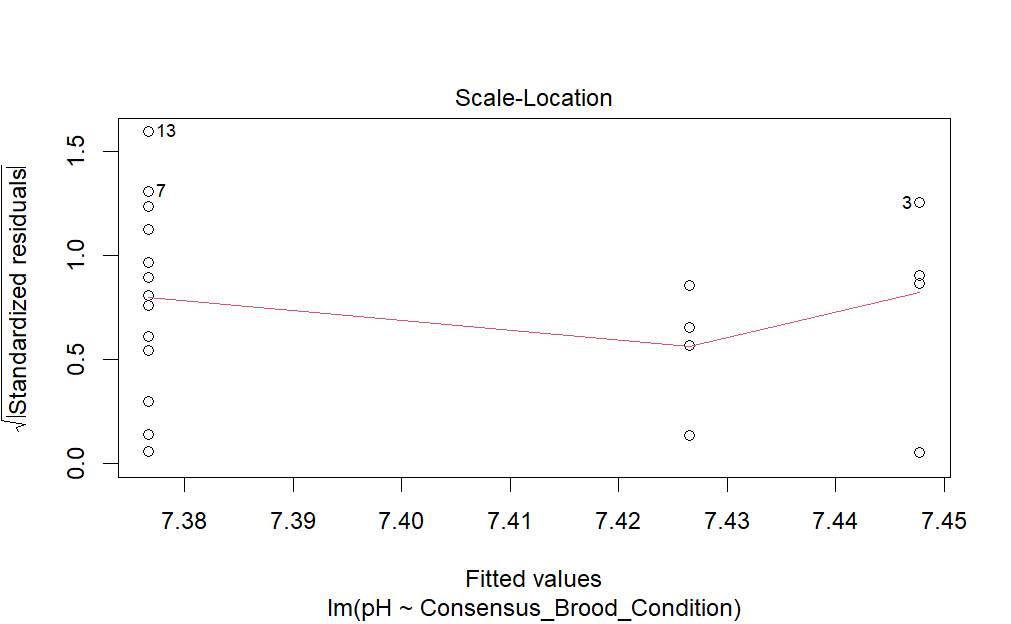 Scale-Location
√|Standardized residuals|
1.5
1.0
0.5
0.0
13
7
3
7.38 7.39 7.40 7.41 7.42 7.43 7.44 7.45
Fitted values
lm(pH ~ Consensus_Brood_Condition)